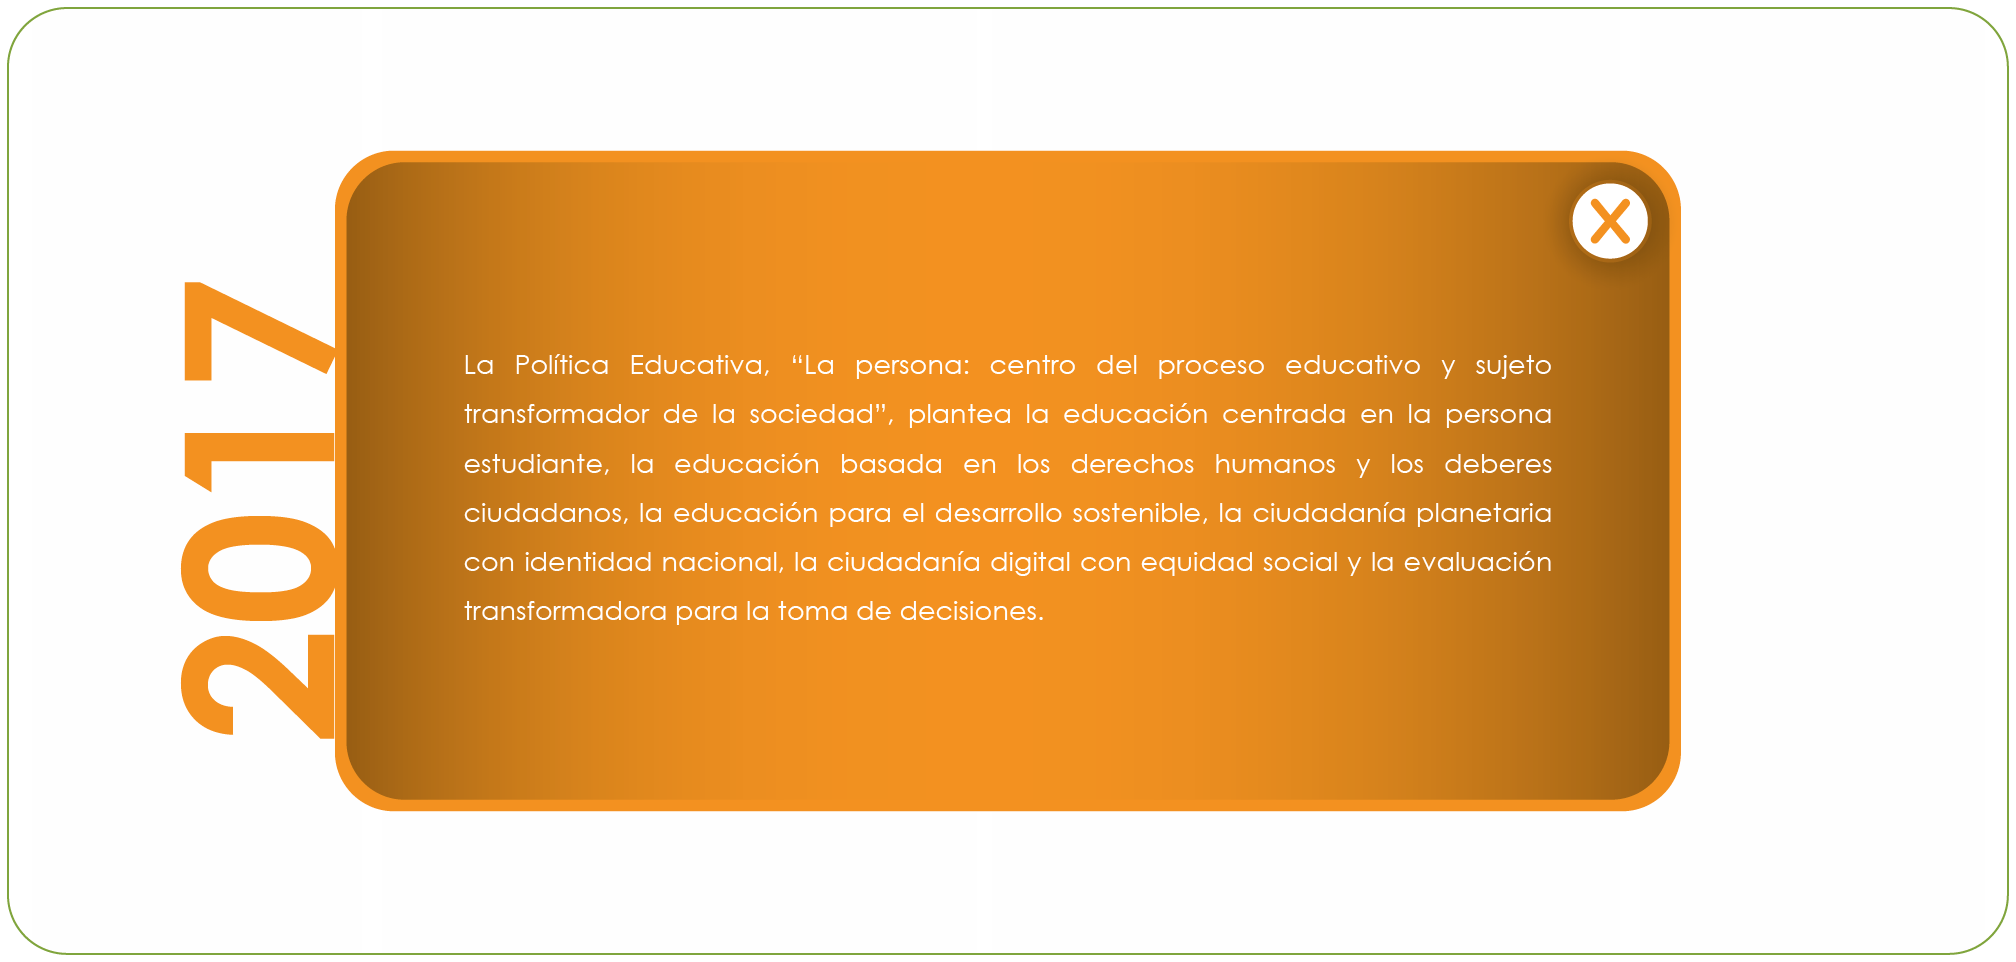 2017
X
La Política Educativa, “La persona: centro del proceso educativo y sujeto
transformador de la sociedad”, plantea la educación centrada en la persona
estudiante, la educación basada en los derechos humanos y los deberes
ciudadanos, la educación para el desarrollo sostenible, la ciudadanía planetaria
con identidad nacional, la ciudadanía digital con equidad social y la evaluación
transformadora para la toma de decisiones.